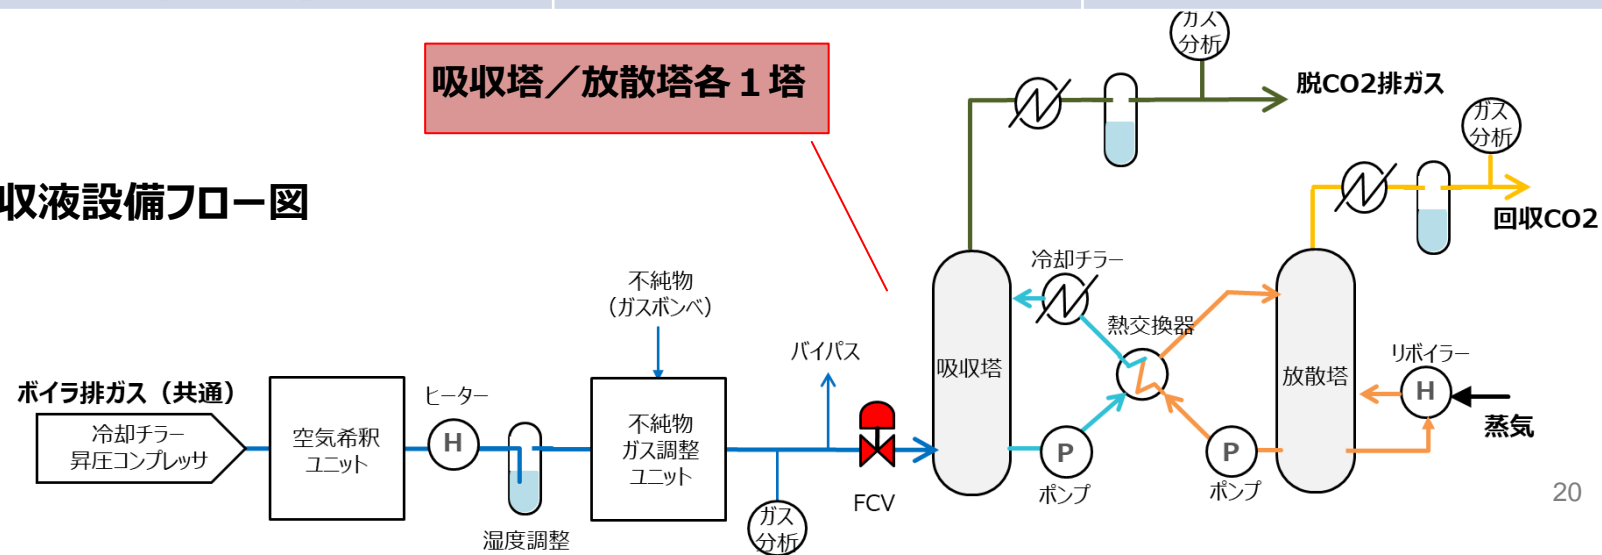 吸収塔／放散塔各１塔
収液設備フロー図
ガス
分析
脱CO2排ガス
ガス
分析
回収CO2
不純物
（ガスボンベ）
バイパス
冷却チラー
熱交換器
吸収塔
放散塔
リボイラー
H
蒸気
ボイラ排ガス（共通）
冷却チラー
昇圧コンプレッサ
空気希釈
ユニット
ヒーター
H
湿度調整
不純物
ガス調整
ユニット
ガス
分析
FCV
P
ポンプ
P
ポンプ
20